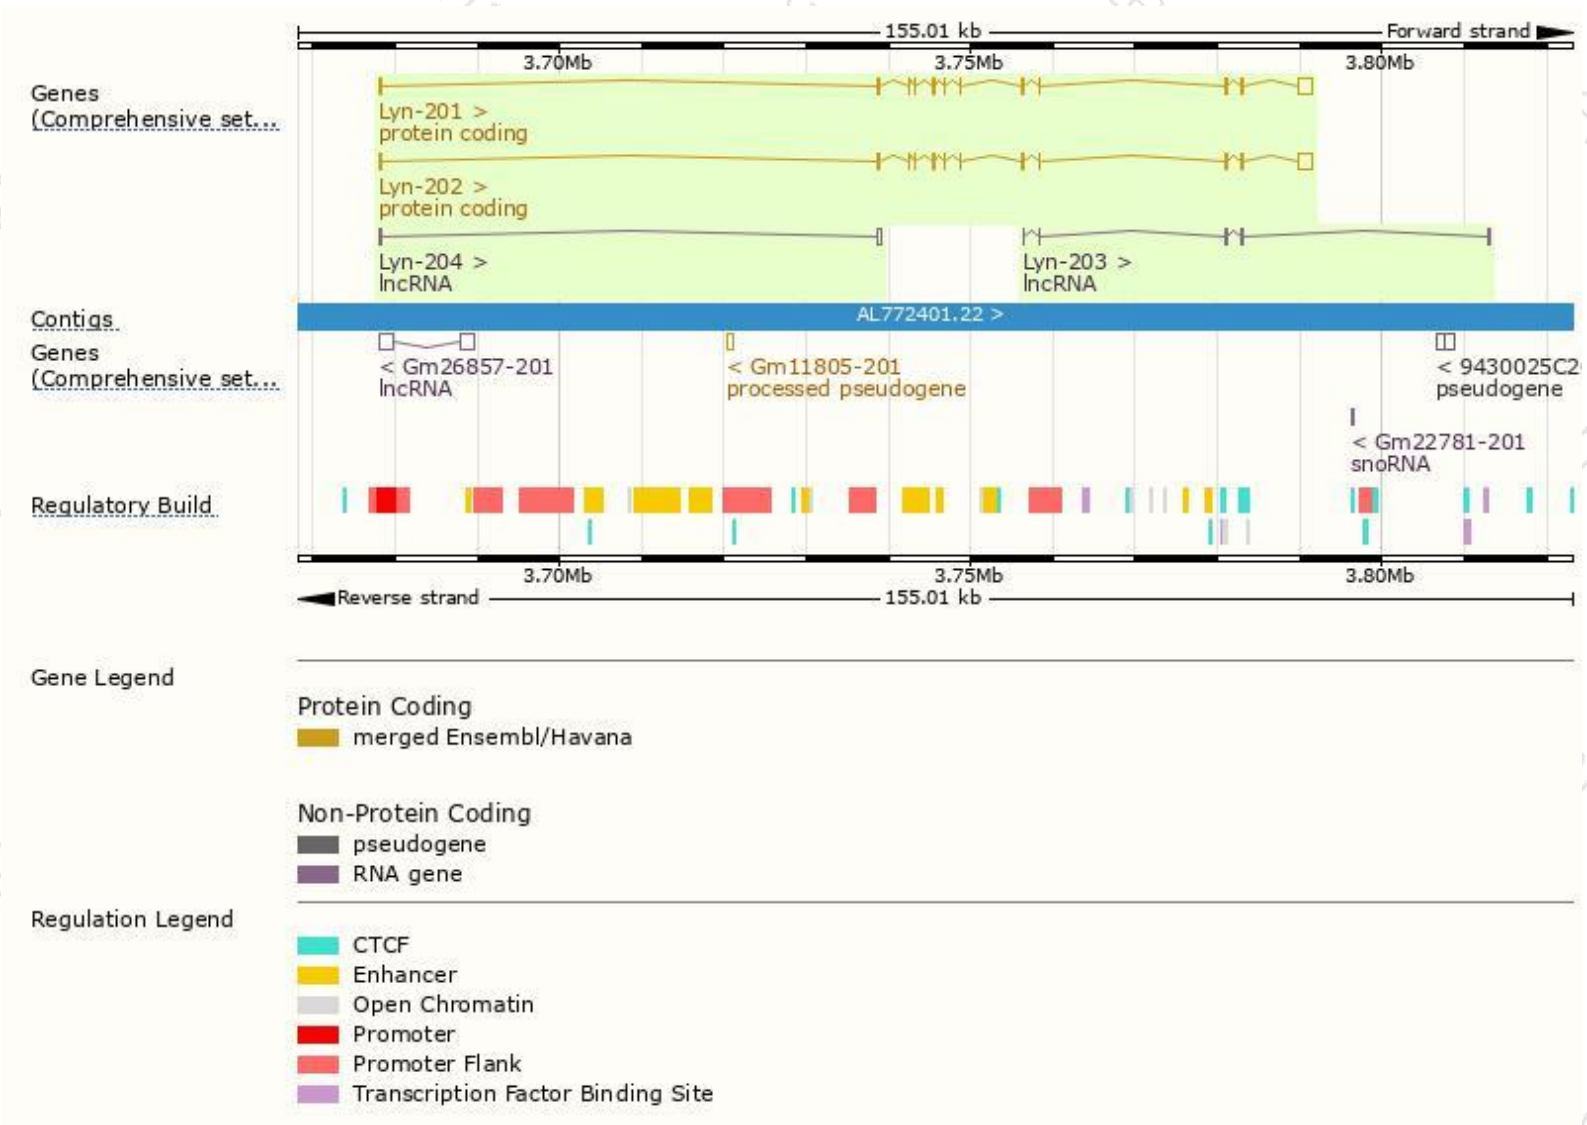 155.01 kb Forward strand
3.70Mb 3.75Mb 3.80Mb
Genes
(Comprehensive set...
Lyn-201 >
protein coding
Lyn-202 >
protein coding
Lyn-204 > Lyn-203 >
lncRNA lncRNA
Contigs AL772401.22 >
Genes
(Comprehensive set...
< Gm26857-201 < Gm11805-201 < 9430025C2
lncRNA processed pseudogene pseudogene
< Gm22781-201
snoRNA
Regulatory Build
3.70Mb 3.75Mb 3.80Mb
Reverse strand 155.01 kb
Gene Legend
Protein Coding
merged Ensembl/Havana
Non-Protein Coding
pseudogene
RNA gene
Regulation Legend
CTCF
Enhancer
Open Chromatin
Promoter
Promoter Flank
Transcription Factor Binding Site